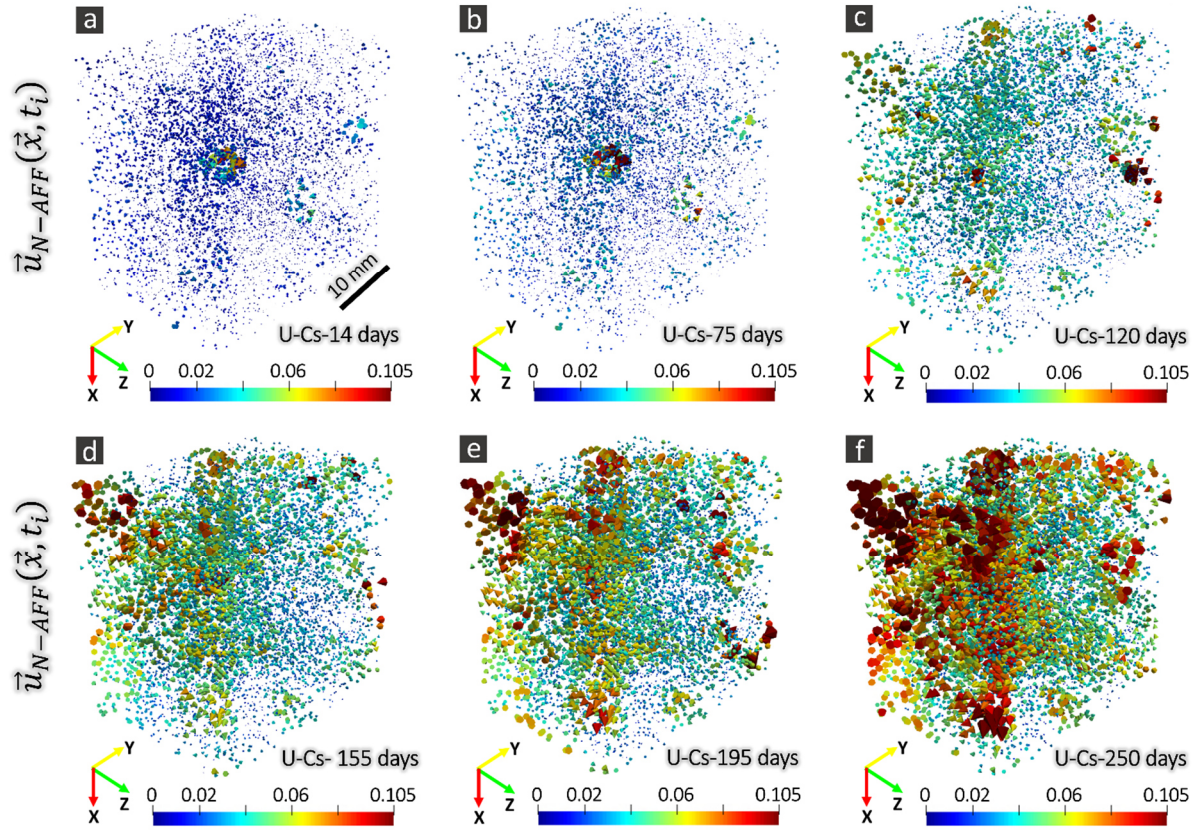 a
b
c
u⃗_{N−AFF}(x⃗, t_i)
10 mm
Y
X
Z
U-Cs-14 days
0 0.02 0.06 0.105
Y
X
Z
U-Cs-75 days
0 0.02 0.06 0.105
Y
X
Z
U-Cs-120 days
0 0.02 0.06 0.105
d
e
f
u⃗_{N−AFF}(x⃗, t_i)
Y
X
Z
U-Cs- 155 days
0 0.02 0.06 0.105
Y
X
Z
U-Cs-195 days
0 0.02 0.06 0.105
Y
X
Z
U-Cs-250 days
0 0.02 0.06 0.105